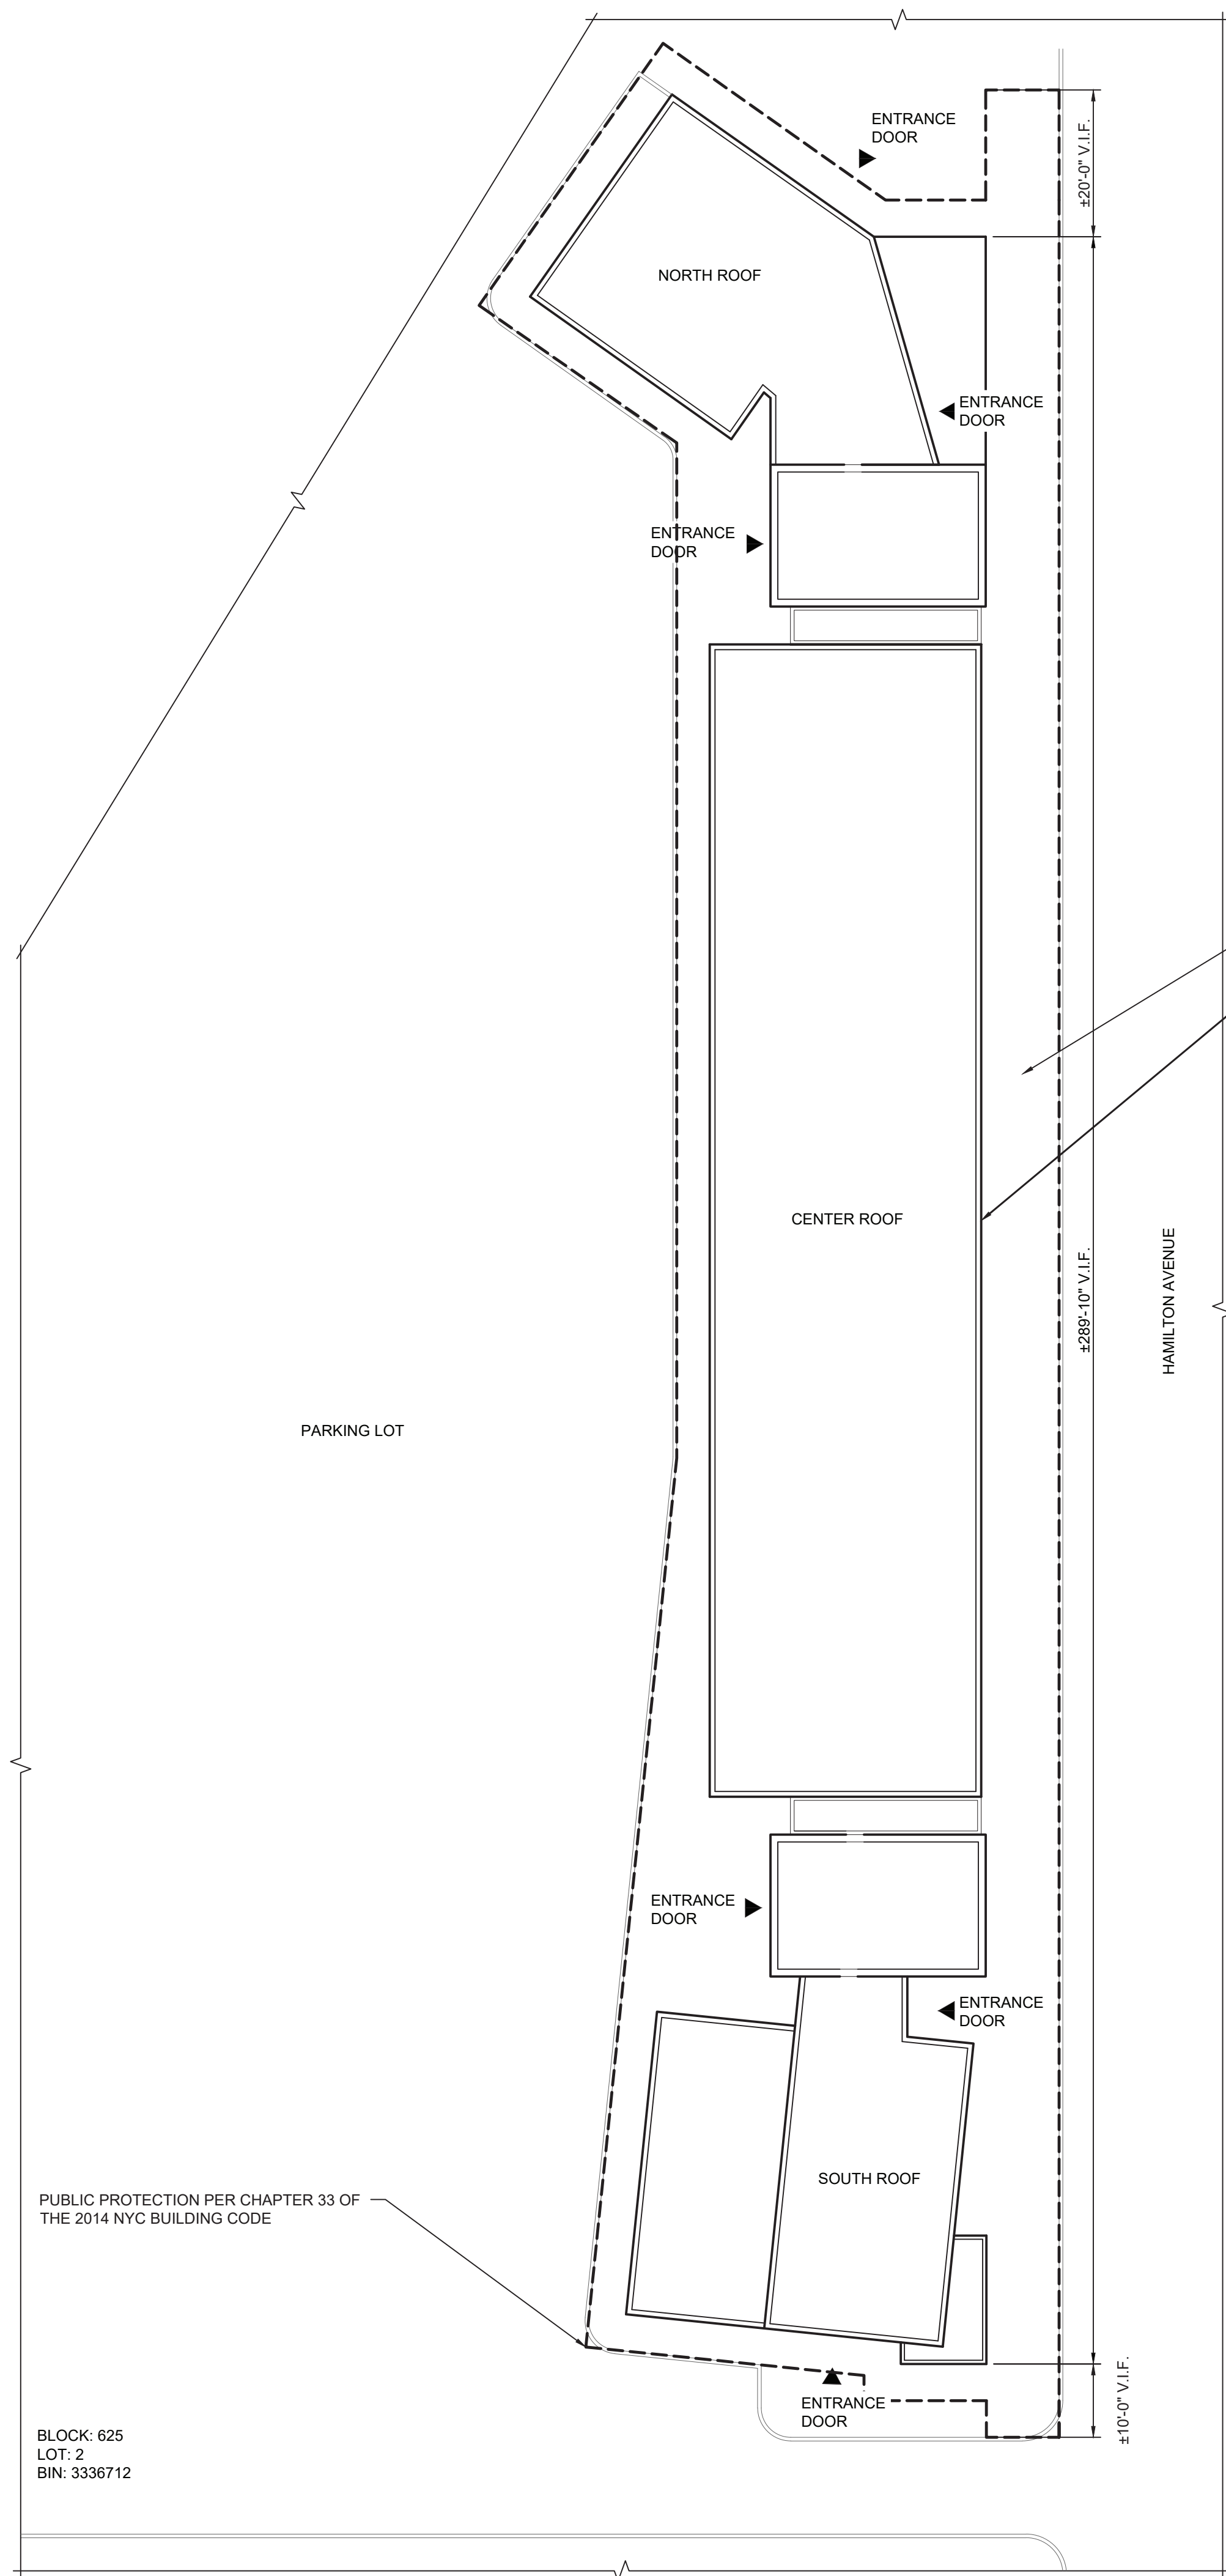 ENTRANCE
DOOR
±20'-0" V.I.F.
NORTH ROOF
ENTRANCE
DOOR
ENTRANCE
DOOR
CENTER ROOF
±289'-10" V.I.F.
HAMILTON AVENUE
PARKING LOT
ENTRANCE
DOOR
ENTRANCE
DOOR
SOUTH ROOF
PUBLIC PROTECTION PER CHAPTER 33 OF
THE 2014 NYC BUILDING CODE
ENTRANCE
DOOR
±10'-0" V.I.F.
BLOCK: 625
LOT: 2
BIN: 3336712